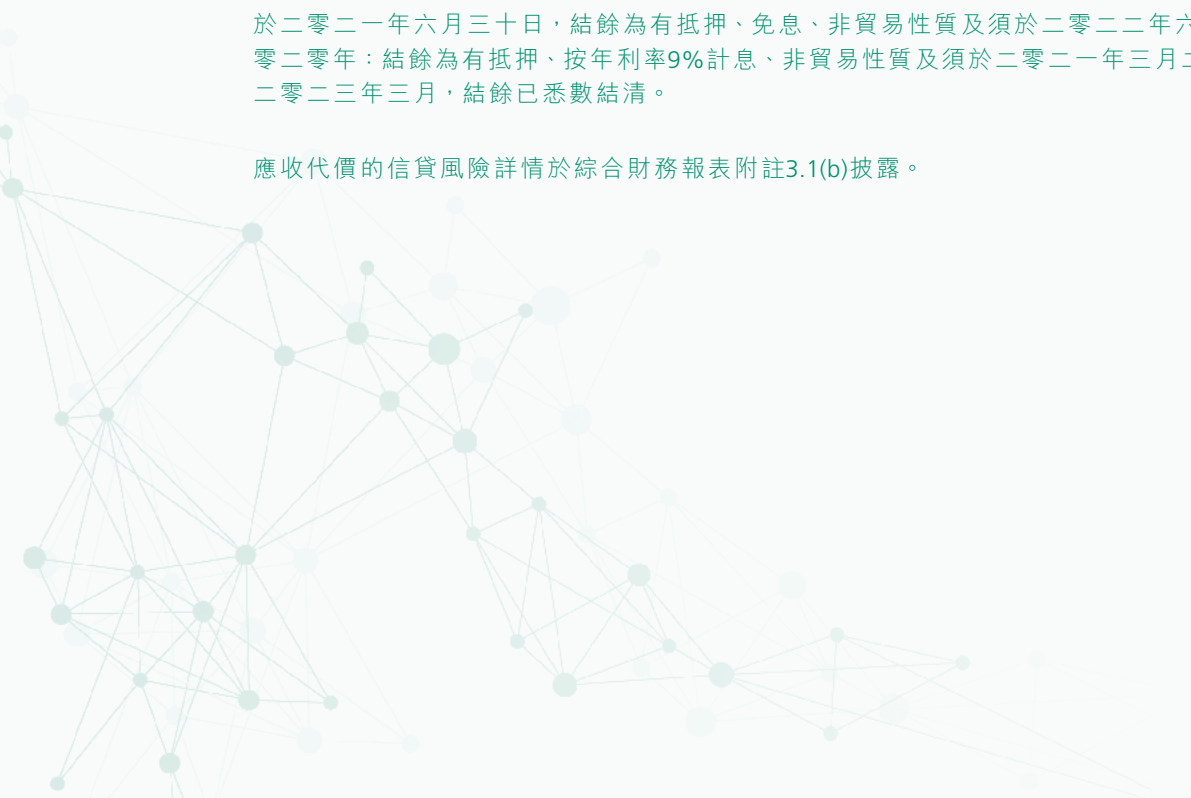 於二零二一年六月三十日，結餘為有抵押、免息、非貿易性質及須於二零二二年六
零二零年：結餘為有抵押、按年利率9%計息、非貿易性質及須於二零二一年三月二
二零二三年三月，結餘已悉數結清。
應收代價的信貸風險詳情於綜合財務報表附註3.1(b)披露。